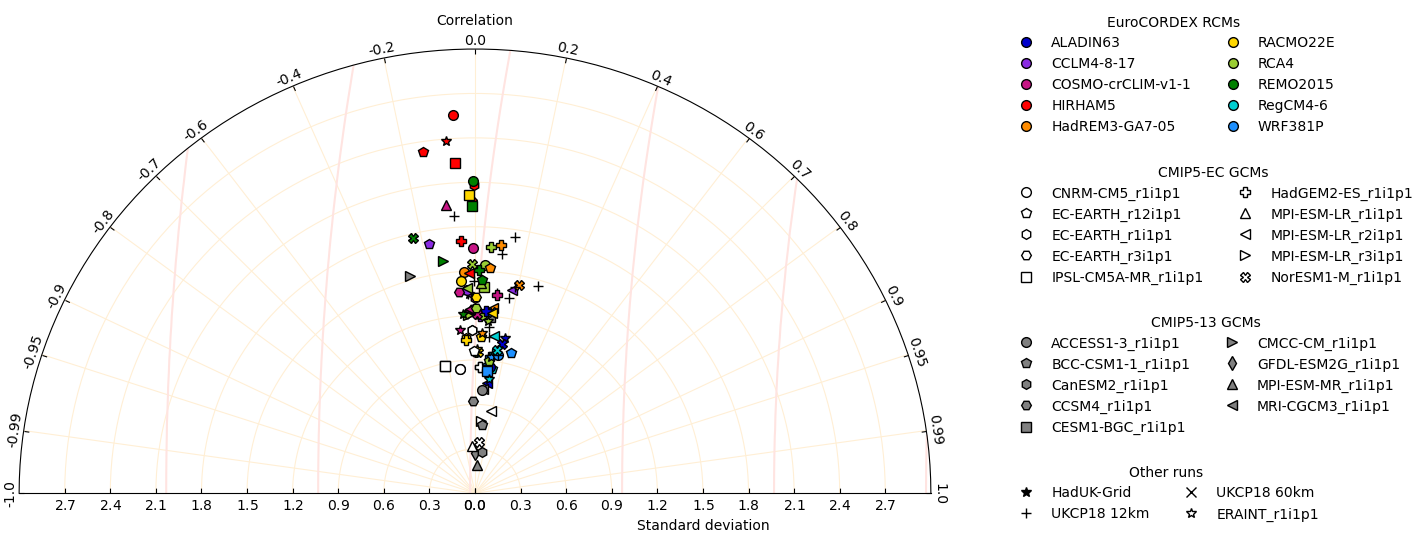 Correlation
-1.0
-0.99
-0.95
-0.9
-0.8
-0.7
-0.6
-0.4
-0.2
0.0
0.2
0.4
0.6
0.7
0.8
0.9
0.95
0.99
1.0
2.7 2.4 2.1 1.8 1.5 1.2 0.9 0.6 0.3 0.0 0.3 0.6 0.9 1.2 1.5 1.8 2.1 2.4 2.7
Standard deviation
EuroCORDEX RCMs
ALADIN63 RACMO22E
CCLM4-8-17 RCA4
COSMO-crCLIM-v1-1 REMO2015
HIRHAM5 RegCM4-6
HadREM3-GA7-05 WRF381P
CMIP5-EC GCMs
CNRM-CM5_r1i1p1 HadGEM2-ES_r1i1p1
EC-EARTH_r12i1p1 MPI-ESM-LR_r1i1p1
EC-EARTH_r1i1p1 MPI-ESM-LR_r2i1p1
EC-EARTH_r3i1p1 MPI-ESM-LR_r3i1p1
IPSL-CM5A-MR_r1i1p1 NorESM1-M_r1i1p1
CMIP5-13 GCMs
ACCESS1-3_r1i1p1 CMCC-CM_r1i1p1
BCC-CSM1-1_r1i1p1 GFDL-ESM2G_r1i1p1
CanESM2_r1i1p1 MPI-ESM-MR_r1i1p1
CCSM4_r1i1p1 MRI-CGCM3_r1i1p1
CESM1-BGC_r1i1p1
Other runs
HadUK-Grid UKCP18 60km
UKCP18 12km ERAINT_r1i1p1